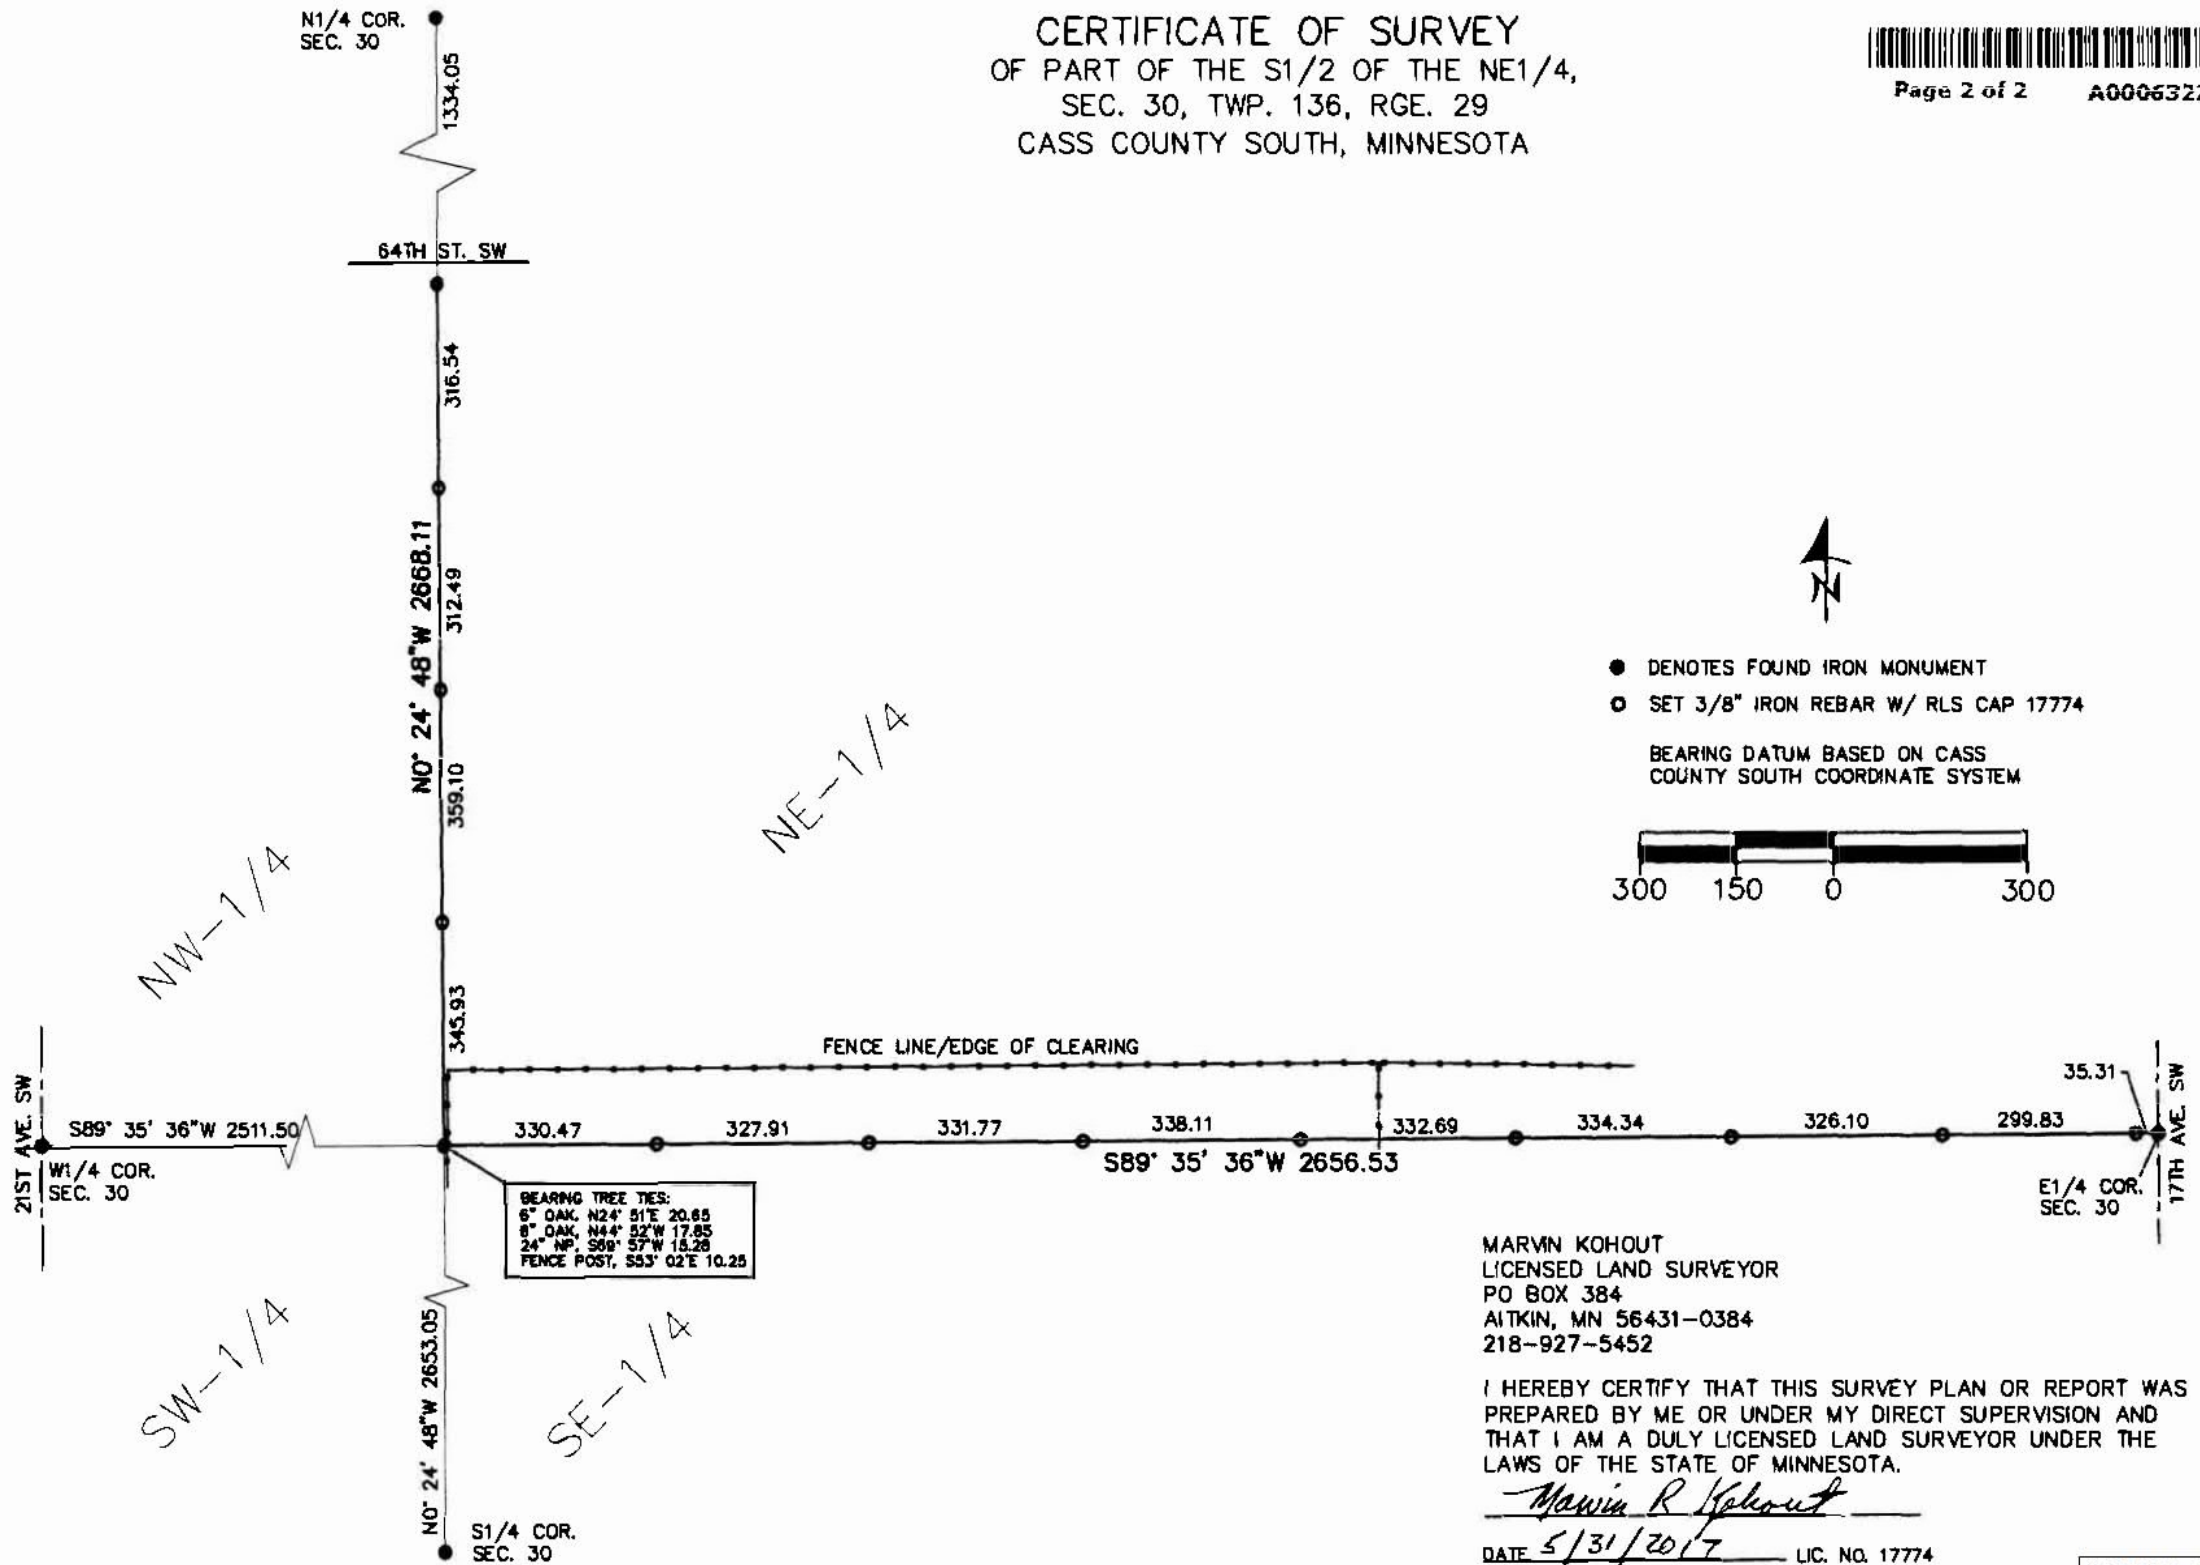 CERTIFICATE OF SURVEY
OF PART OF THE S1/2 OF THE NE1/4,
SEC. 30, TWP. 136, RGE. 29
CASS COUNTY SOUTH, MINNESOTA
Page 2 of 2 A000632
N1/4 COR.
SEC. 30
1334.05
64TH ST. SW
316.54
N0° 24' 48"W 2668.11
312.49
359.10
345.93
NW-1/4
NE-1/4
N
DENOTES FOUND IRON MONUMENT
SET 3/8" IRON REBAR W/ RLS CAP 17774
BEARING DATUM BASED ON CASS
COUNTY SOUTH COORDINATE SYSTEM
300 150 0 300
FENCE LINE/EDGE OF CLEARING
21ST AVE. SW
S89° 35' 36"W 2511.50
W1/4 COR.
SEC. 30
330.47 327.91 331.77 338.11 332.69 334.34 326.10 299.83
35.31
S89° 35' 36"W 2656.53
17TH AVE. SW
E1/4 COR.
SEC. 30
BEARING TREE TIES:
6" OAK, N24° 51'E 20.65
8" OAK, N44° 52'W 17.85
24" NP, 57'W
FENCE POST, S53° 02'E 10.25
SW-1/4
SE-1/4
N0° 24' 48"W 2653.05
S1/4 COR.
SEC. 30
MARVIN KOHOUT
LICENSED LAND SURVEYOR
PO BOX 384
AITKIN, MN 56431-0384
218-927-5452
I HEREBY CERTIFY THAT THIS SURVEY PLAN OR REPORT WAS
PREPARED BY ME OR UNDER MY DIRECT SUPERVISION AND
THAT I AM A DULY LICENSED LAND SURVEYOR UNDER THE
LAWS OF THE STATE OF MINNESOTA.
Marvin R Kohout
DATE 5/31/2017 LIC. NO. 17774